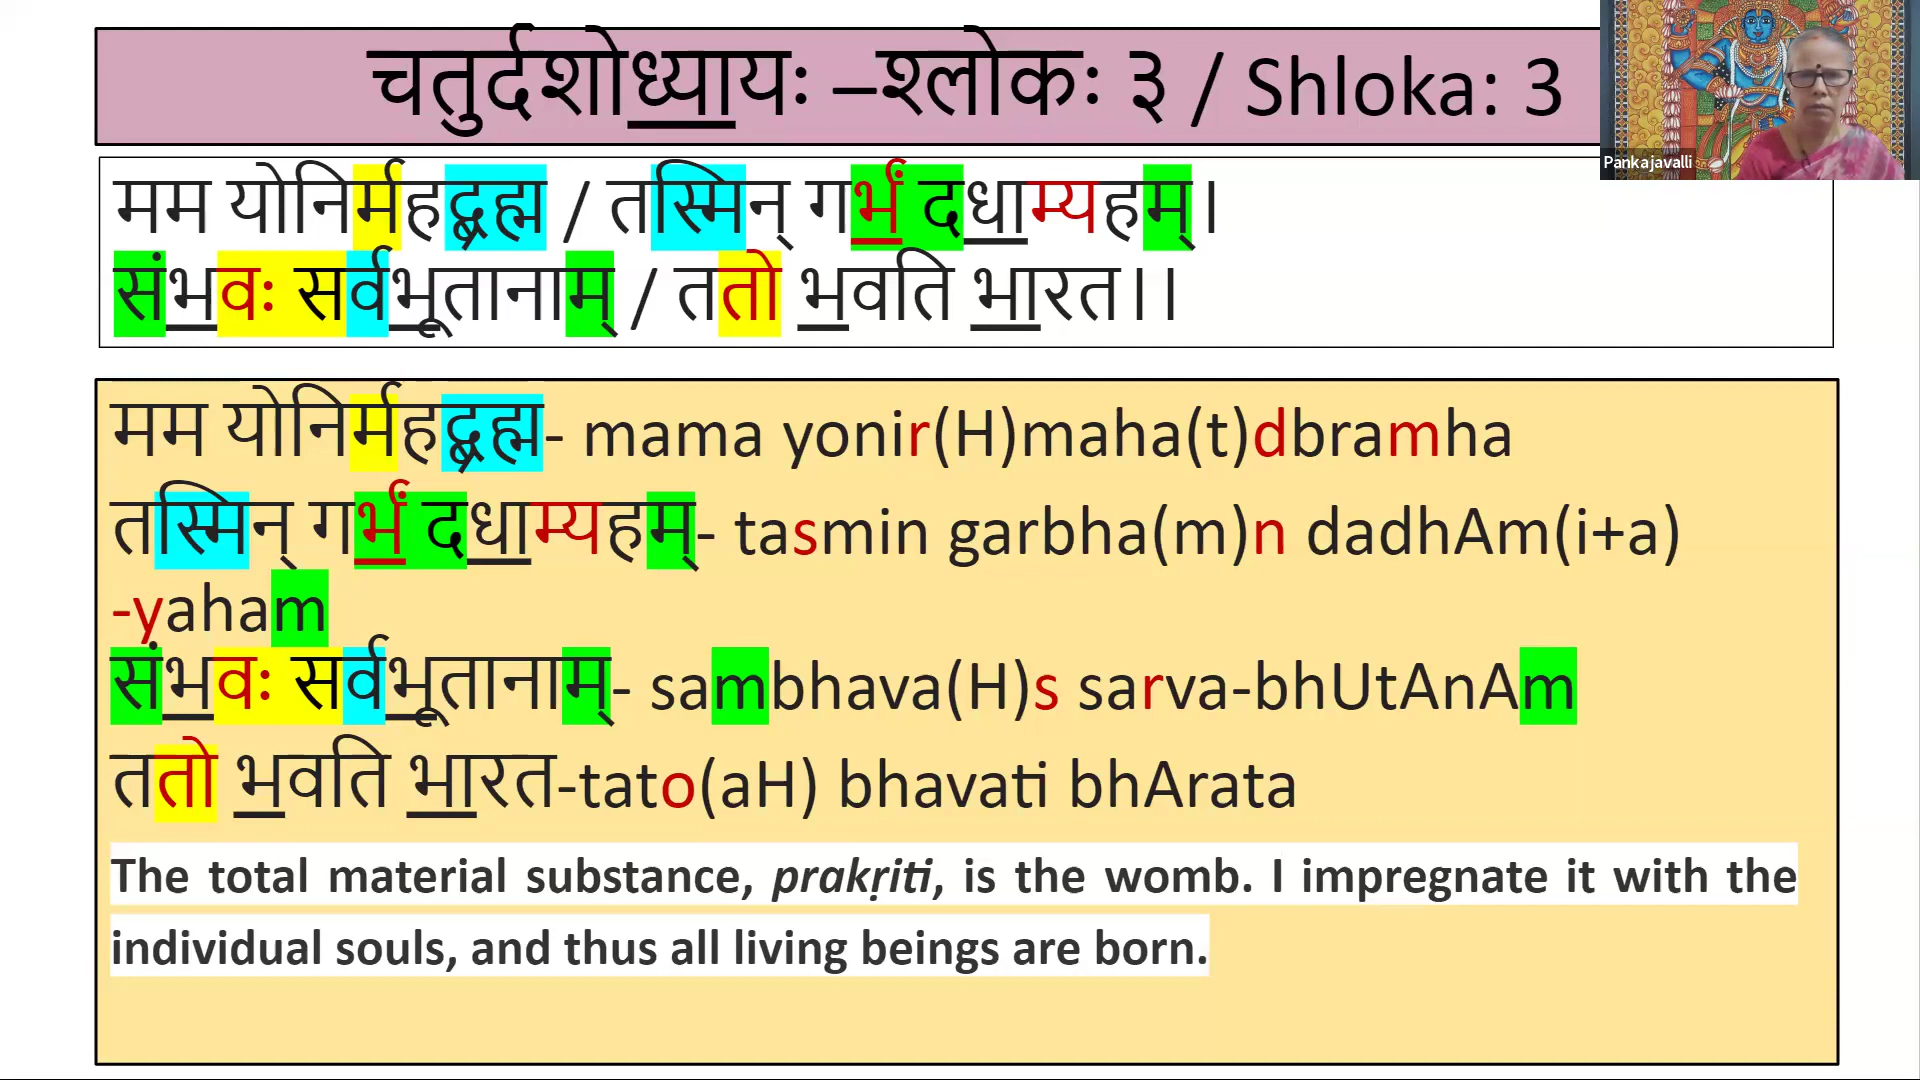 चतुर्दशोध्यायः –श्लोकः ३ / Shloka: 3
Pankajavalli
मम योनिर्महद्ब्रह्म / तस्मिन् गर्भं दधाम्यहम्।
संभवः सर्वभूतानाम् / ततो भवति भारत।।
मम योनिर्महद्ब्रह्म- mama yonir(H)maha(t)dbramha
तस्मिन् गर्भं दधाम्यहम्- tasmin garbha(m)n dadhAm(i+a)
-yaham
संभवः सर्वभूतानाम्- sambhava(H)s sarva-bhUtAnAm
ततो भवति भारत-tato(aH) bhavati bhArata
The total material substance, prakṛiti, is the womb. I impregnate it with the
individual souls, and thus all living beings are born.